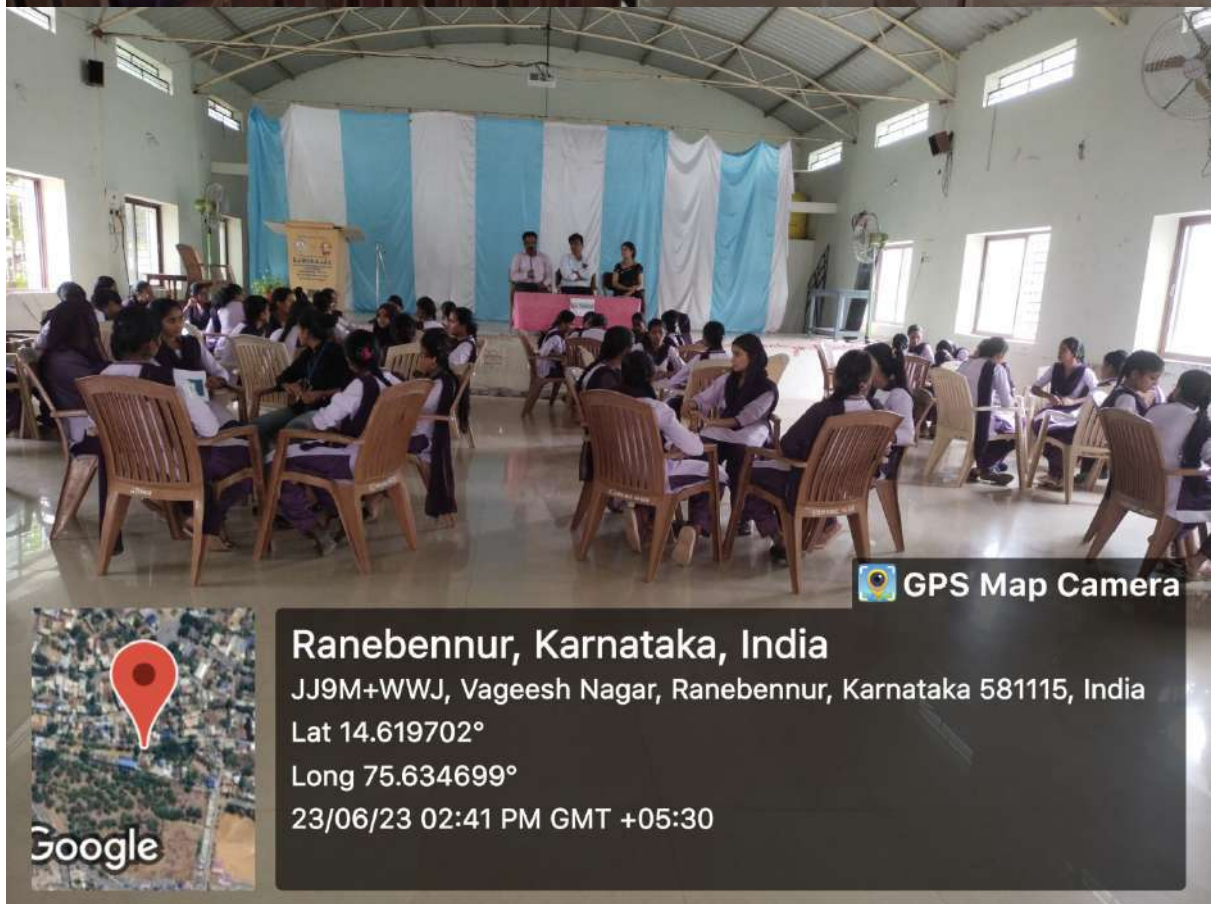 GPS Map Camera
Ranebennur, Karnataka, India
JJ9M+WWJ, Vageesh Nagar, Ranebennur, Karnataka 581115, India
Lat 14.619702°
Long 75.634699°
23/06/23 02:41 PM GMT +05:30
Google